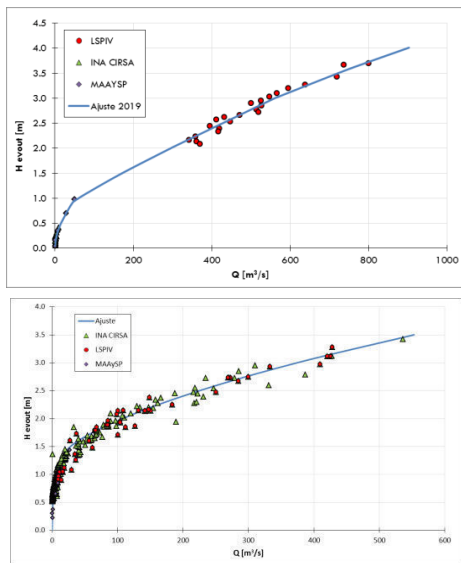 4.5
4.0
3.5
3.0
2.5
2.0
1.5
1.0
0.5
0.0
H evout [m]
LSPIV
INA CIRSA
MAAYSP
Ajuste 2019
0 200 400 600 800 1000
Q [m³/s]
4.0
3.5
3.0
2.5
2.0
1.5
1.0
0.5
0.0
H evout [m]
Ajuste
INA CIRSA
LSPIV
MAAySP
0 100 200 300 400 500 600
Q [m³/s]